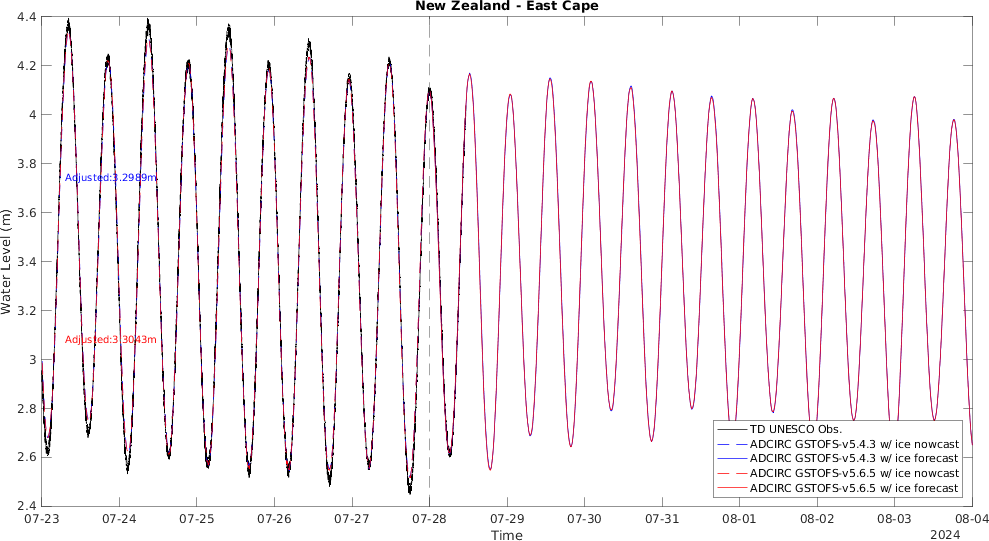 New Zealand - East Cape
4.4
4.2
4
3.8
3.6
3.4
3.2
3
2.8
2.6
2.4
Water Level (m)
Adjusted:3.2989m
Adjusted:3.3043m
TD UNESCO Obs.
ADCIRC GSTOFS-v5.4.3 w/ ice nowcast
ADCIRC GSTOFS-v5.4.3 w/ ice forecast
ADCIRC GSTOFS-v5.6.5 w/ ice nowcast
ADCIRC GSTOFS-v5.6.5 w/ ice forecast
07-23 07-24 07-25 07-26 07-27 07-28 07-29 07-30 07-31 08-01 08-02 08-03 08-04
Time
2024